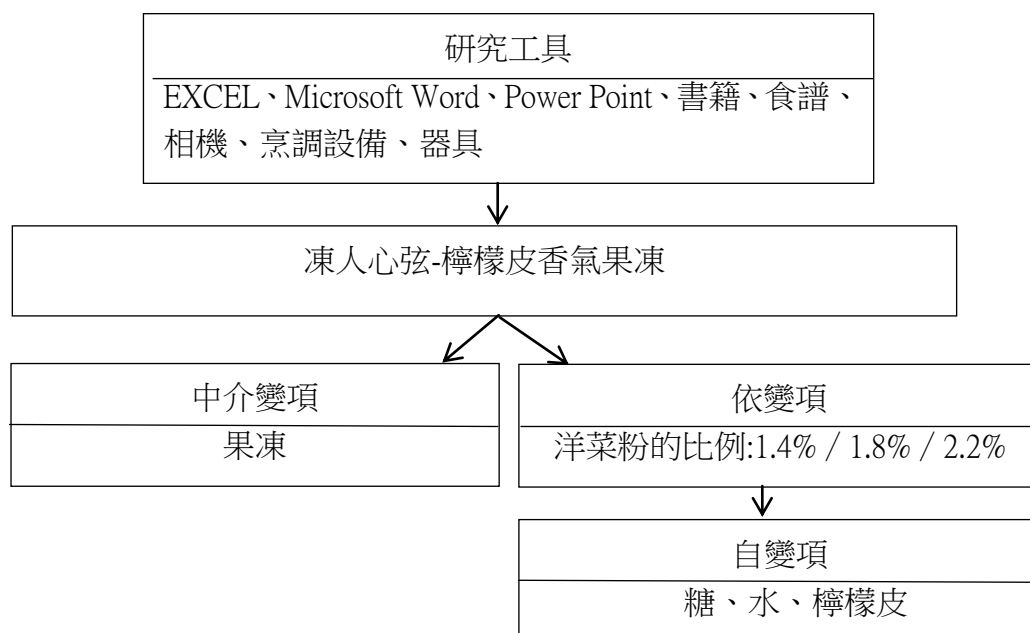 研究工具
EXCEL、Microsoft Word、Power Point、書籍、食譜、
相機、烹調設備、器具
凍人心弦-檸檬皮香氣果凍
中介變項
果凍
依變項
洋菜粉的比例:1.4% / 1.8% / 2.2%
自變項
糖、水、檸檬皮